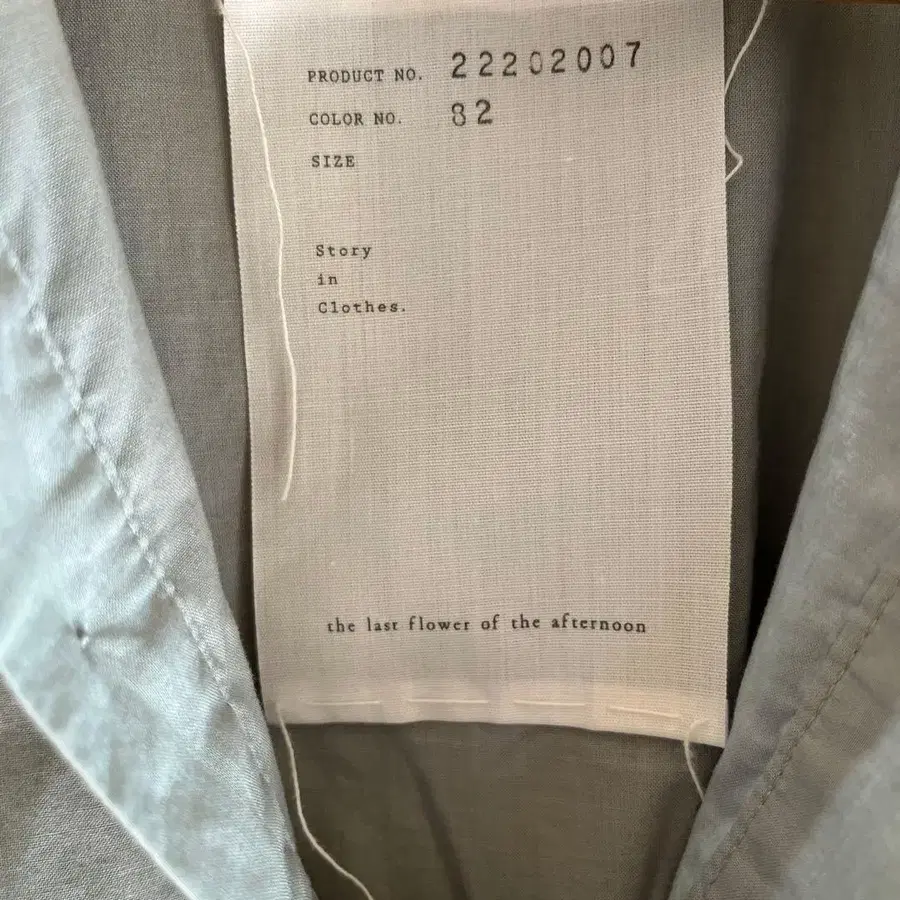 PRODUCT NO. 22202007
COLOR NO. 82
SIZE
Story
in
Clothes.
the last flower of the afternoon